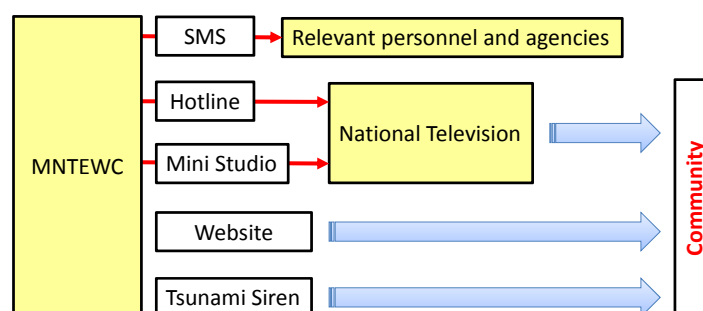 MNTEWC
SMS
Relevant personnel and agencies
Hotline
National Television
Mini Studio
Website
Tsunami Siren
Community